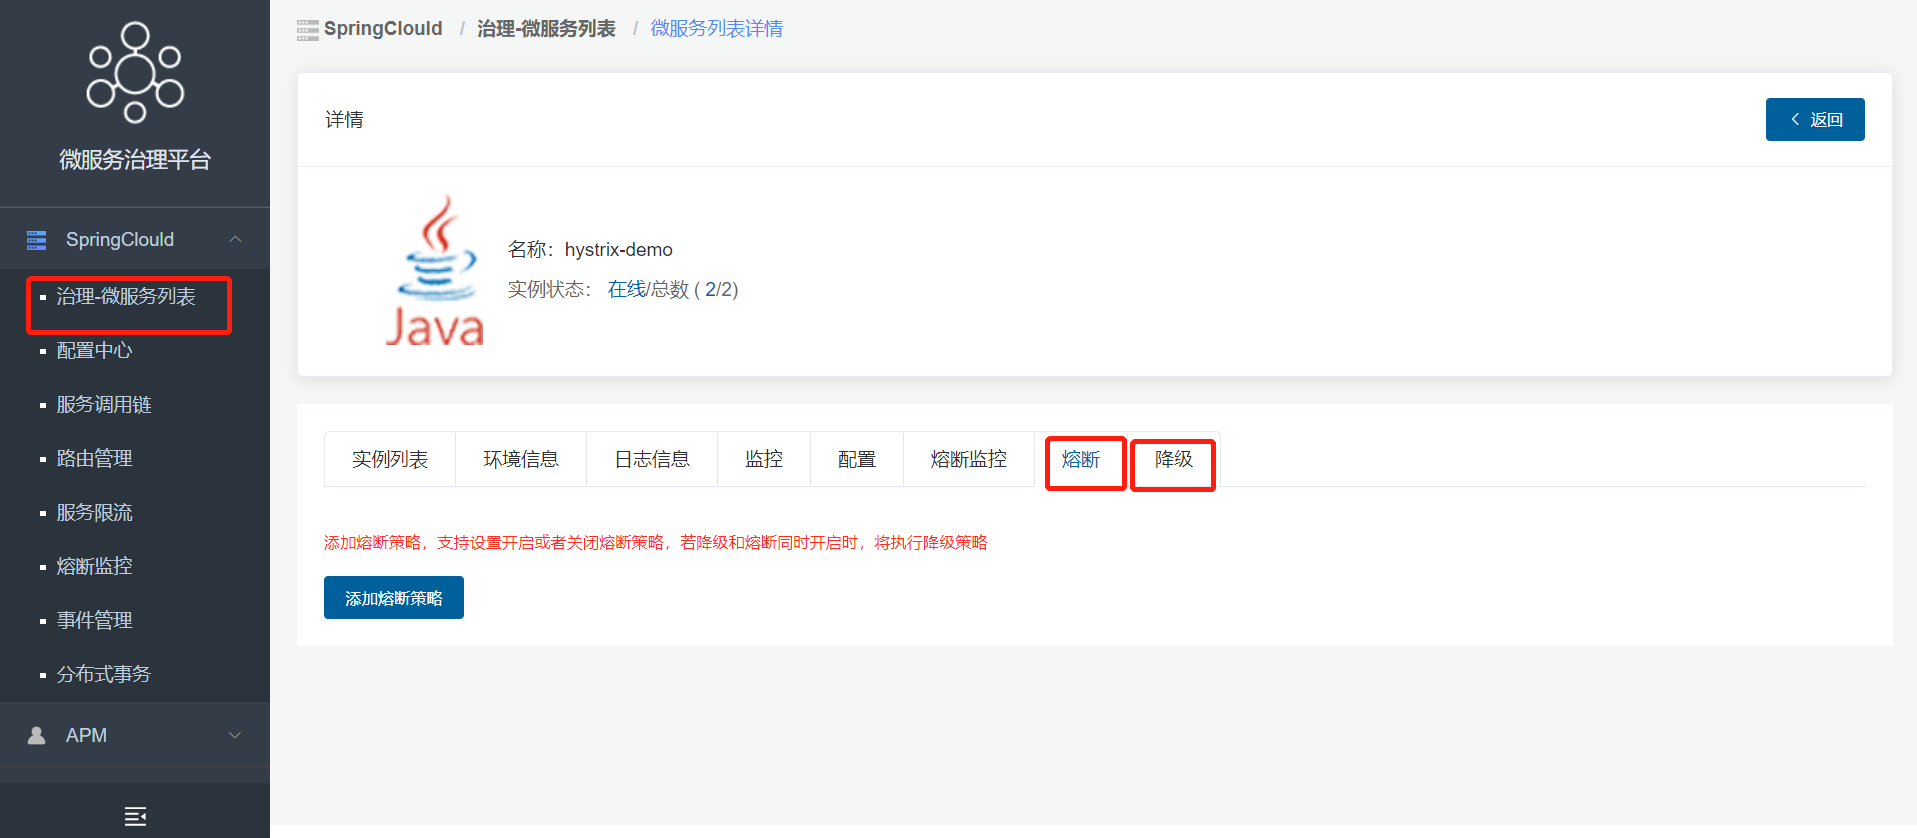 微服务治理平台
SpringClould
治理-微服务列表
配置中心
服务调用链
路由管理
服务限流
熔断监控
事件管理
分布式事务
APM
SpringClould / 治理-微服务列表 / 微服务列表详情
详情
返回
Java
名称：hystrix-demo
实例状态： 在线/总数 ( 2/2)
实例列表 环境信息 日志信息 监控 配置 熔断监控 熔断 降级
添加熔断策略，支持设置开启或者关闭熔断策略，若降级和熔断同时开启时，将执行降级策略
添加熔断策略